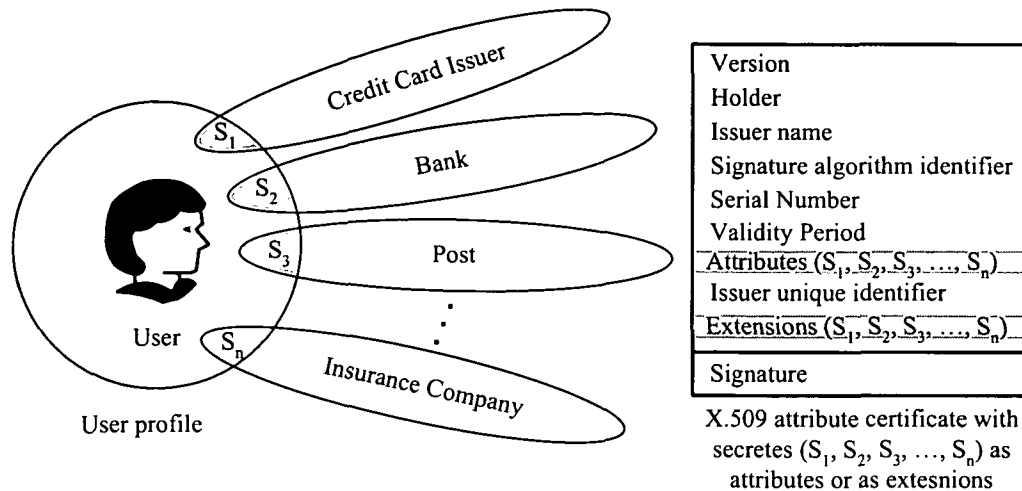 Credit Card Issuer
S1
Bank
S2
Post
S3
User
Sn
Insurance Company
User profile
Version
Holder
Issuer name
Signature algorithm identifier
Serial Number
Validity Period
Attributes (S1, S2, S3, ..., Sn)
Issuer unique identifier
Extensions (S1, S2, S3, ..., Sn)
Signature
X.509 attribute certificate with
secretes (S1, S2, S3, ..., Sn) as
attributes or as extesnions